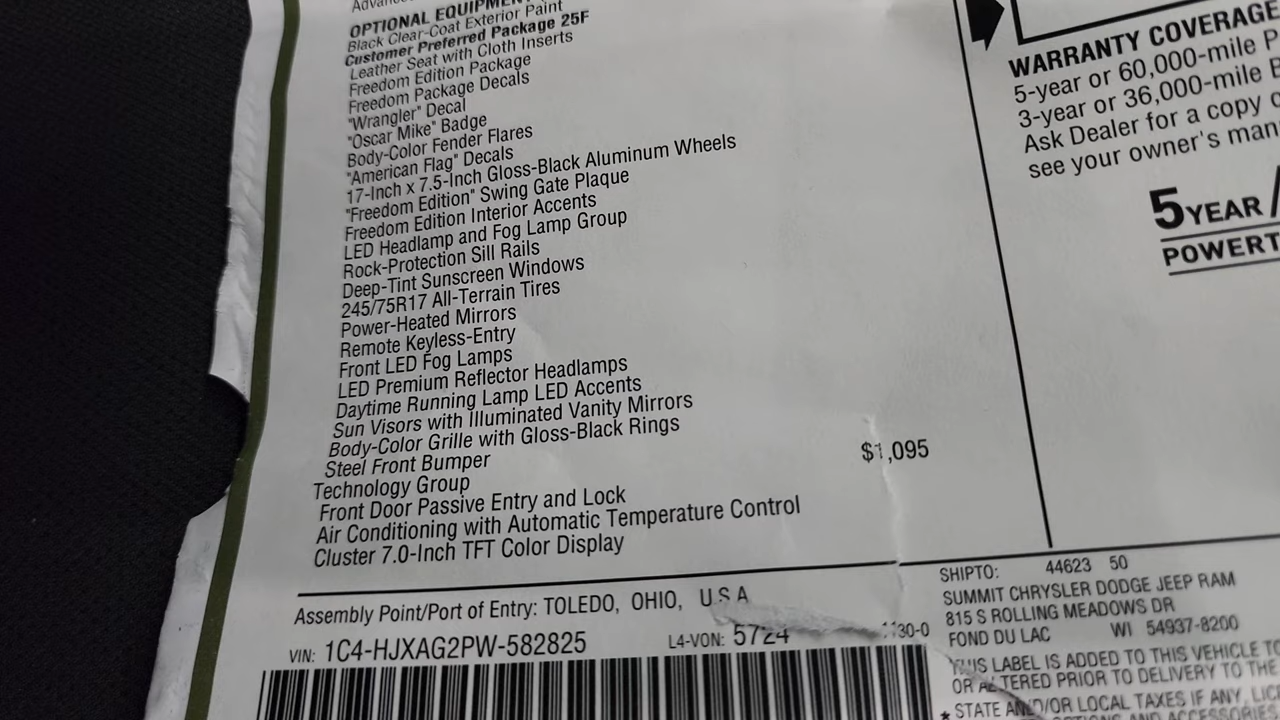 Advanc
OPTIONAL EQUIPMEN
Black Clear-Coat Exterior Paint
Customer Preferred Package 25F
Leather Seat with Cloth Inserts
Freedom Edition Package
Freedom Package Decals
"Wrangler" Decal
"Oscar Mike" Badge
Body-Color Fender Flares
"American Flag" Decals
17-Inch x 7.5-Inch Gloss-Black Aluminum Wheels
"Freedom Edition" Swing Gate Plaque
Freedom Edition Interior Accents
LED Headlamp and Fog Lamp Group
Rock-Protection Sill Rails
Deep-Tint Sunscreen Windows
245/75R17 All-Terrain Tires
Power-Heated Mirrors
Remote Keyless-Entry
Front LED Fog Lamps
LED Premium Reflector Headlamps
Daytime Running Lamp LED Accents
Sun Visors with Illuminated Vanity Mirrors
Body-Color Grille with Gloss-Black Rings
Steel Front Bumper
Technology Group $1,095
Front Door Passive Entry and Lock
Air Conditioning with Automatic Temperature Control
Cluster 7.0-Inch TFT Color Display
Assembly Point/Port of Entry: TOLEDO, OHIO, U S A
VIN: 1C4-HJXAG2PW-582825 L4-VON: 5724 30-0
WARRANTY COVERAGE
5-year or 60,000-mile P
3-year or 36,000-mile B
Ask Dealer for a copy o
see your owner's man
5YEAR/
POWERT
SHIPTO: 44623 50
SUMMIT CHRYSLER DODGE JEEP RAM
815 S ROLLING MEADOWS DR
FOND DU LAC WI 54937-8200
THIS LABEL IS ADDED TO THIS VEHICLE TO
OR ALTERED PRIOR TO DELIVERY TO THE
* STATE AND/OR LOCAL TAXES IF ANY, LIC
OPTIONS AND ACCESSORIES